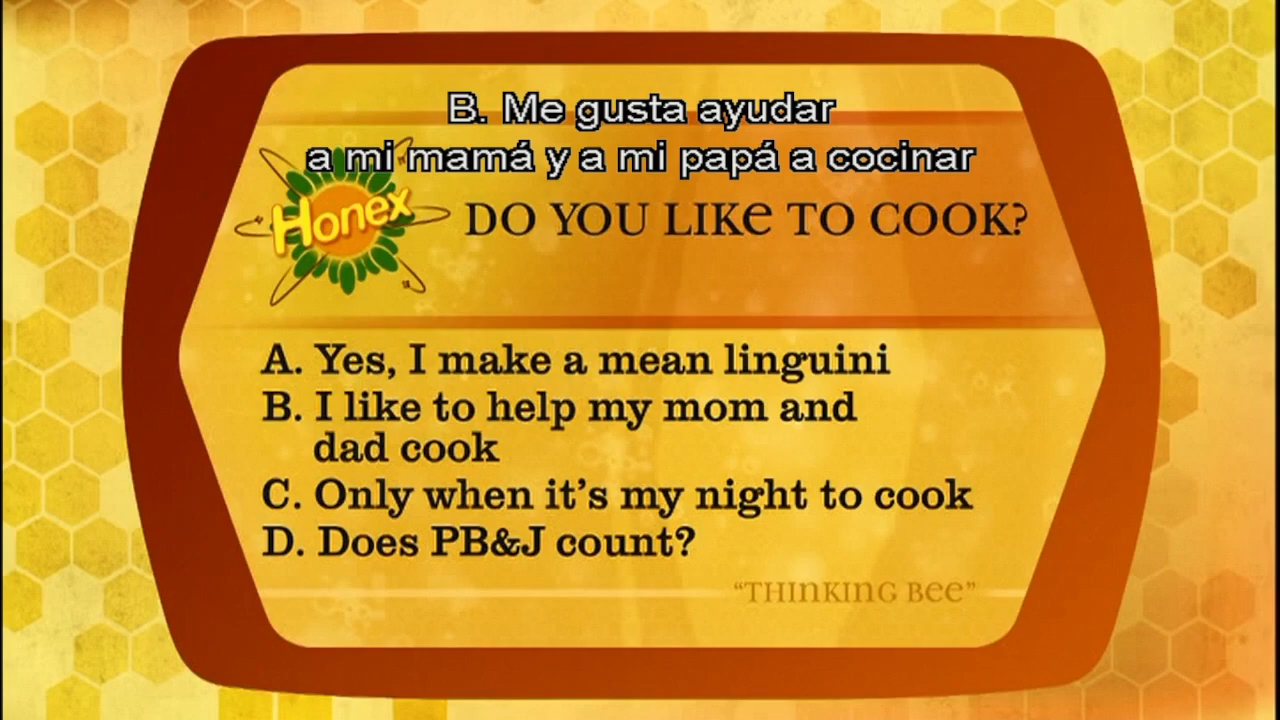 B. Me gusta ayudar
a mi mamá y a mi papá a cocinar
Honex
DO YOU LIKe TO COOK?
A. Yes, I make a mean linguini
B. I like to help my mom and
dad cook
C. Only when it's my night to cook
D. Does PB&J count?
“THINKING Bee”